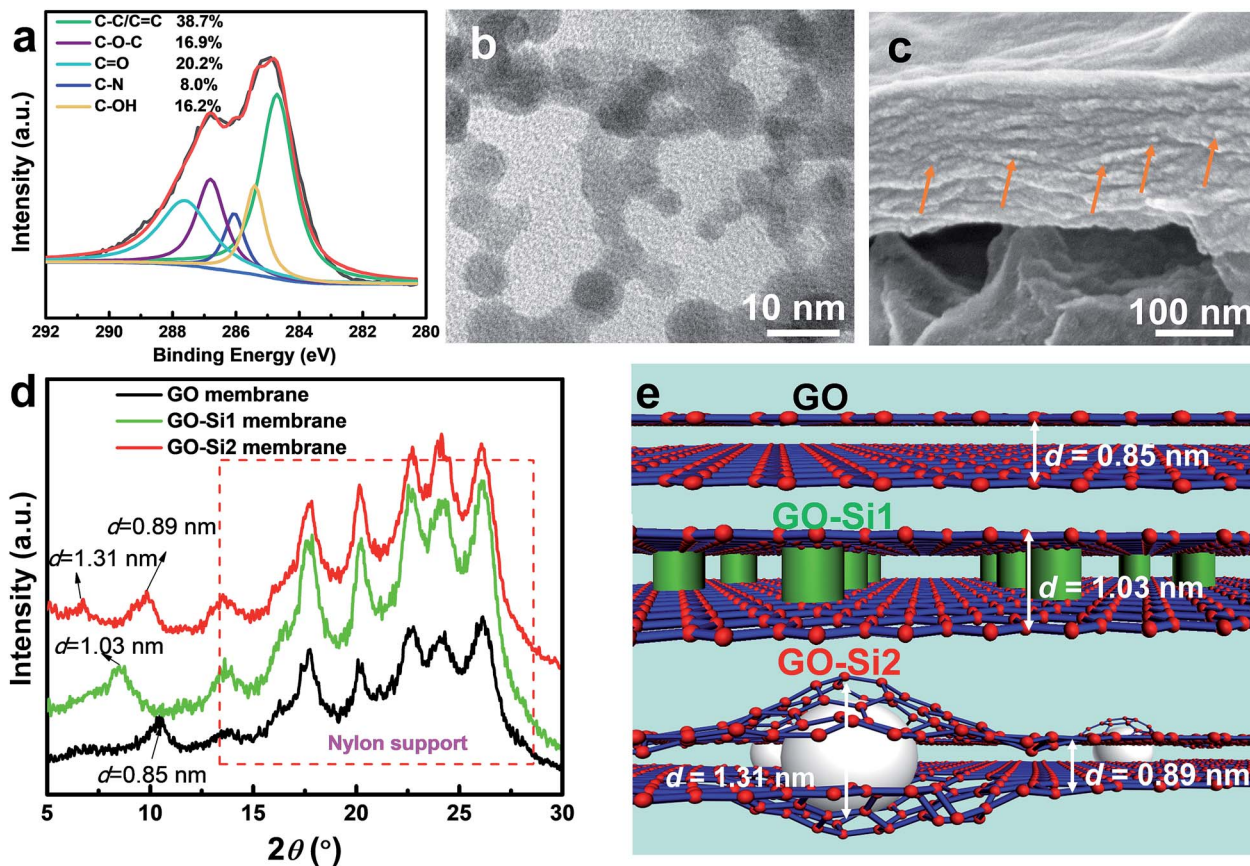 a
C-C/C=C 38.7%
C-O-C 16.9%
C=O 20.2%
C-N 8.0%
C-OH 16.2%
Intensity (a.u.)
292 290 288 286 284 282 280
Binding Energy (eV)
b
10 nm
c
100 nm
d
GO membrane
GO-Si1 membrane
GO-Si2 membrane
d=0.89 nm
d=1.31 nm
d=1.03 nm
d=0.85 nm
Nylon support
Intensity (a.u.)
5 10 15 20 25 30
2θ (°)
e
GO
d = 0.85 nm
GO-Si1
d = 1.03 nm
GO-Si2
d = 1.31 nm
d = 0.89 nm